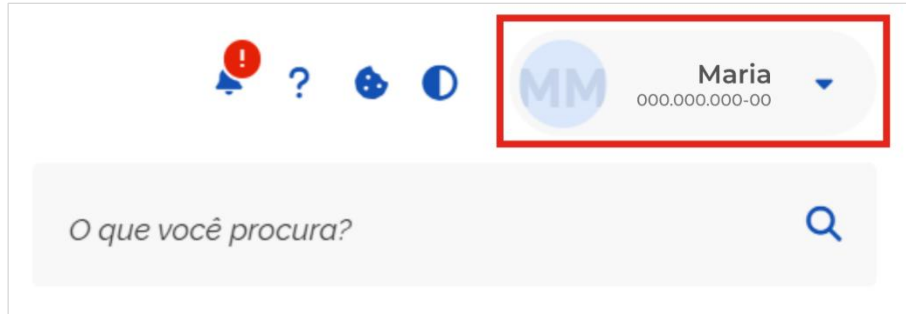 !
?
MM
Maria
000.000.000-00
O que você procura?